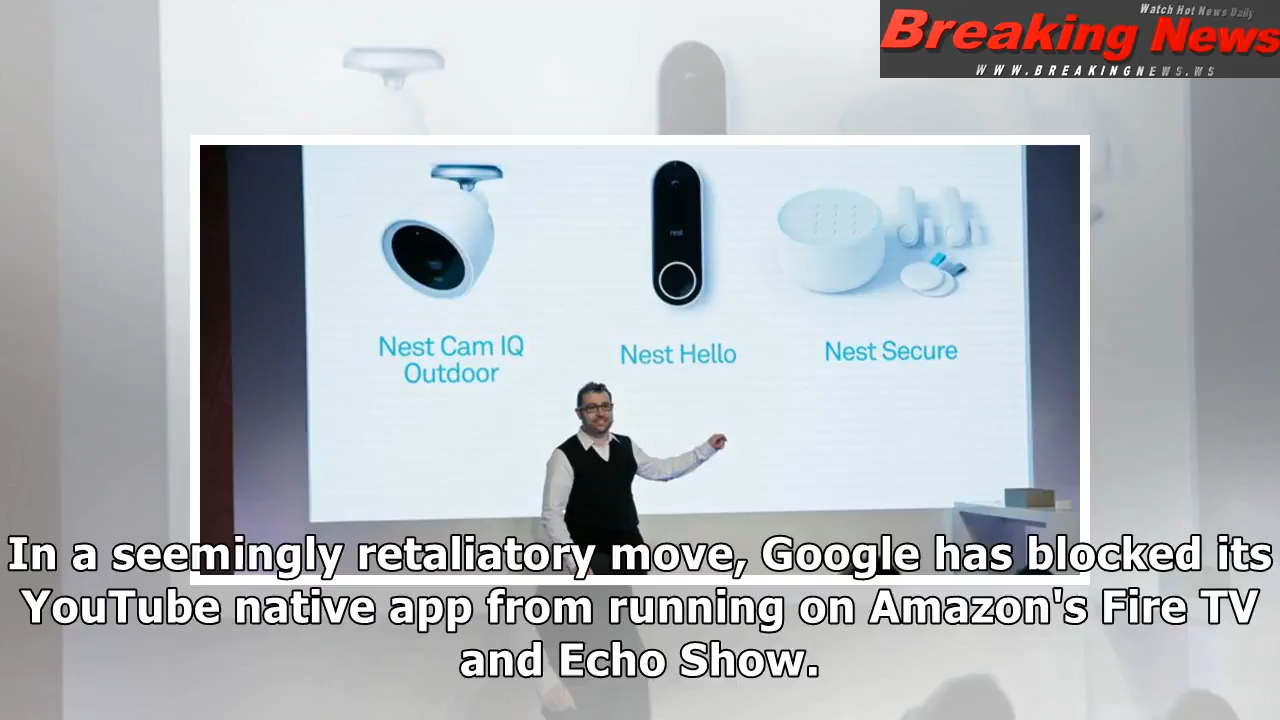 Watch Hot News Daily
Breaking News
WWW.BREAKINGNEWS.WS
nest
Nest Cam IQ
Outdoor
Nest Hello
Nest Secure
In a seemingly retaliatory move, Google has blocked its
YouTube native app from running on Amazon's Fire TV
and Echo Show.